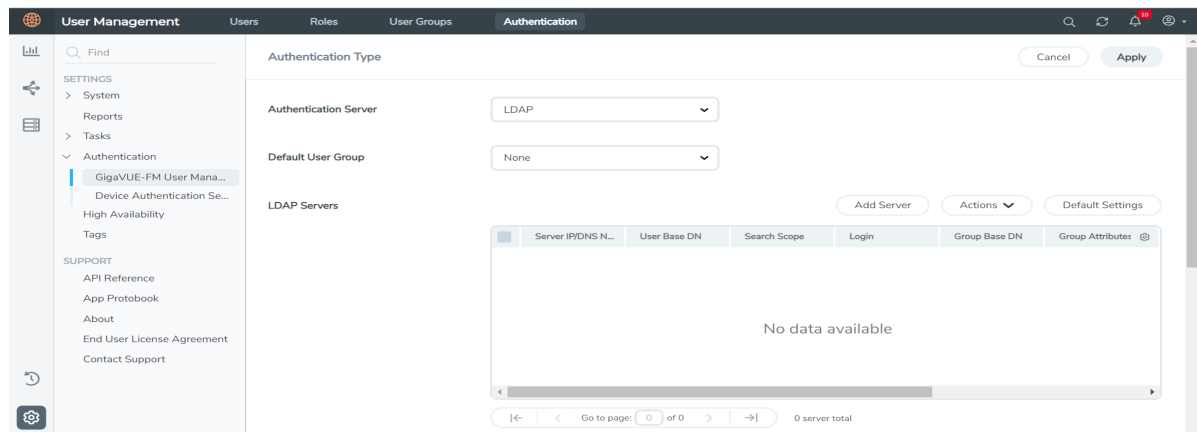 User Management Users Roles User Groups Authentication 10
Find
Authentication Type Cancel Apply
SETTINGS
System
Reports
Tasks
Authentication
GigaVUE-FM User Mana...
Device Authentication Se...
High Availability
Tags
SUPPORT
API Reference
App Protobook
About
End User License Agreement
Contact Support
Authentication Server LDAP
Default User Group None
LDAP Servers Add Server Actions Default Settings
Server IP/DNS N... User Base DN Search Scope Login Group Base DN Group Attributes
No data available
Go to page: 0 of 0 0 server total